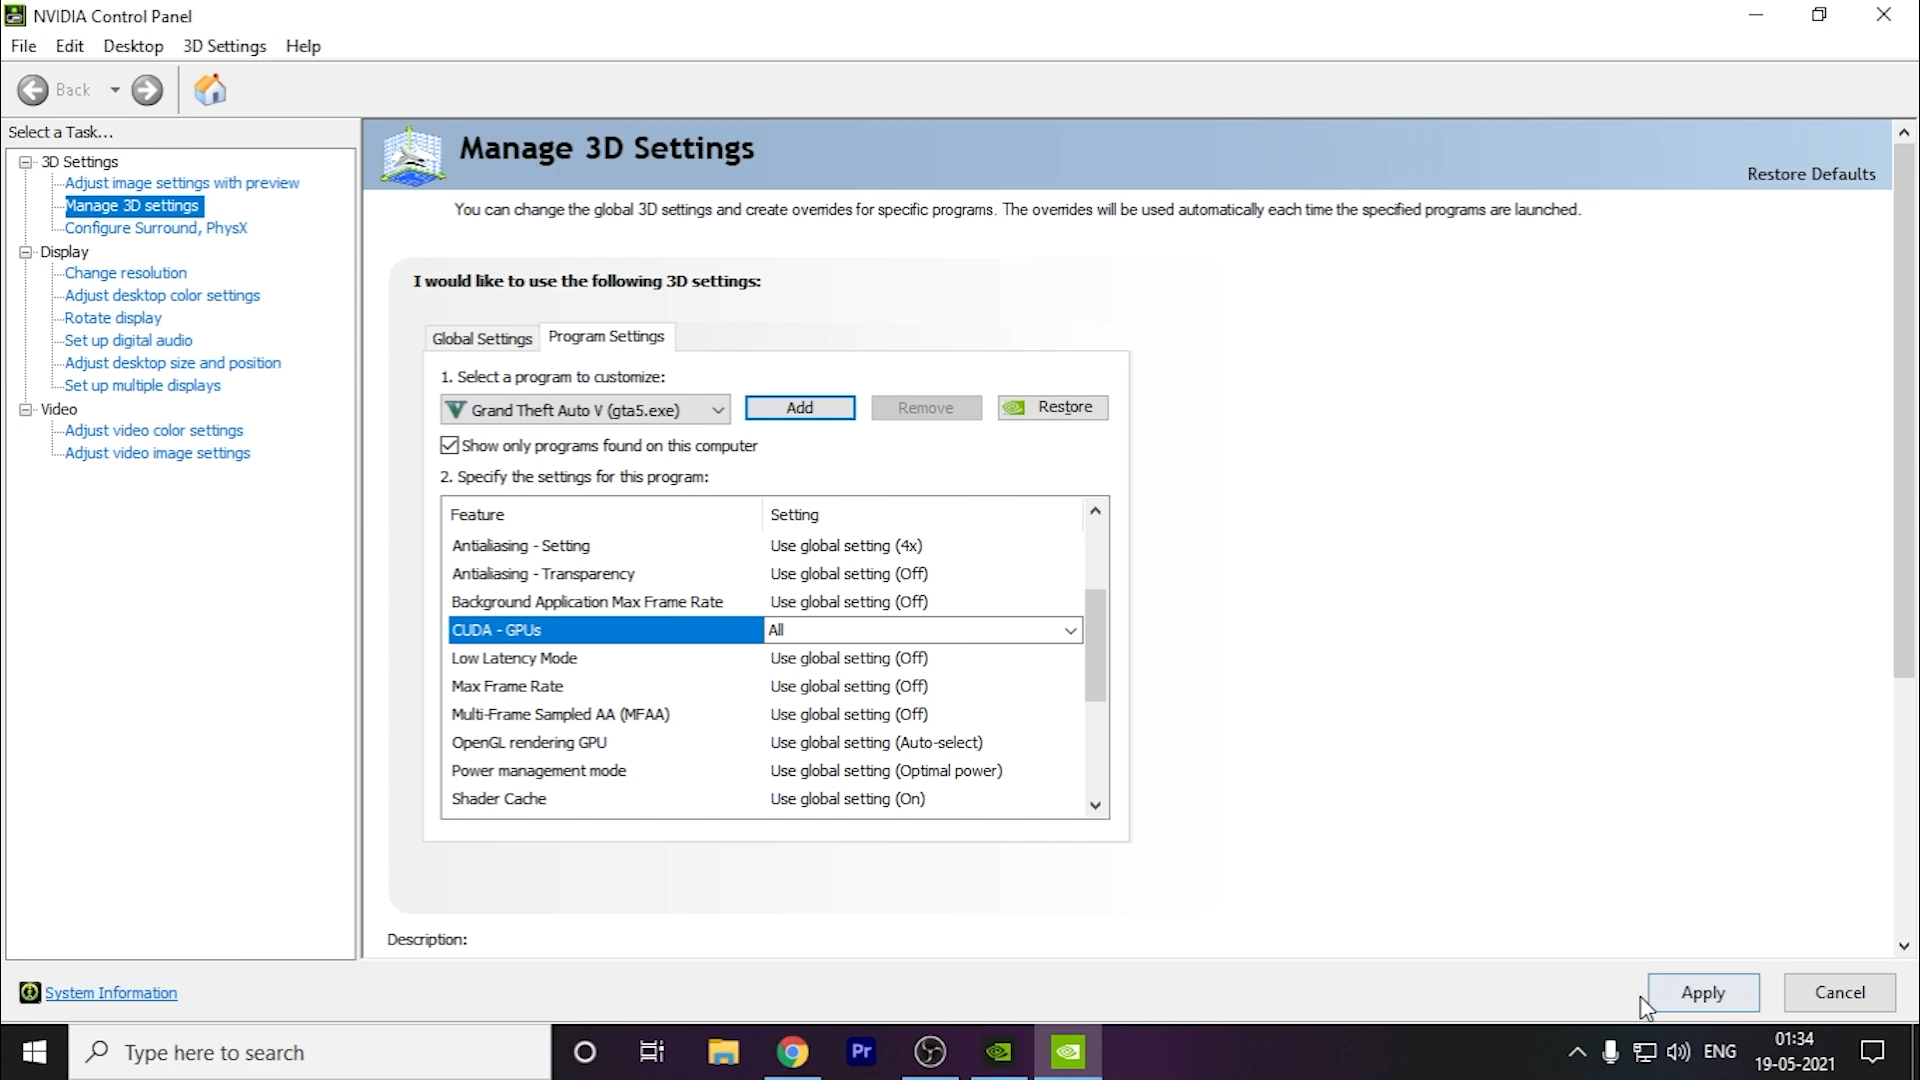 NVIDIA Control Panel
File Edit Desktop 3D Settings Help
Back
Select a Task...
3D Settings
Adjust image settings with preview
Manage 3D settings
Configure Surround, PhysX
Display
Change resolution
Adjust desktop color settings
Rotate display
Set up digital audio
Adjust desktop size and position
Set up multiple displays
Video
Adjust video color settings
Adjust video image settings
Manage 3D Settings
Restore Defaults
You can change the global 3D settings and create overrides for specific programs. The overrides will be used automatically each time the specified programs are launched.
I would like to use the following 3D settings:
Global Settings Program Settings
1. Select a program to customize:
Grand Theft Auto V (gta5.exe) Add Remove Restore
Show only programs found on this computer
2. Specify the settings for this program:
Feature Setting
Antialiasing - Setting Use global setting (4x)
Antialiasing - Transparency Use global setting (Off)
Background Application Max Frame Rate Use global setting (Off)
CUDA - GPUs All
Low Latency Mode Use global setting (Off)
Max Frame Rate Use global setting (Off)
Multi-Frame Sampled AA (MFAA) Use global setting (Off)
OpenGL rendering GPU Use global setting (Auto-select)
Power management mode Use global setting (Optimal power)
Shader Cache Use global setting (On)
Description:
System Information
Apply Cancel
Type here to search
Pr
ENG
01:34
19-05-2021